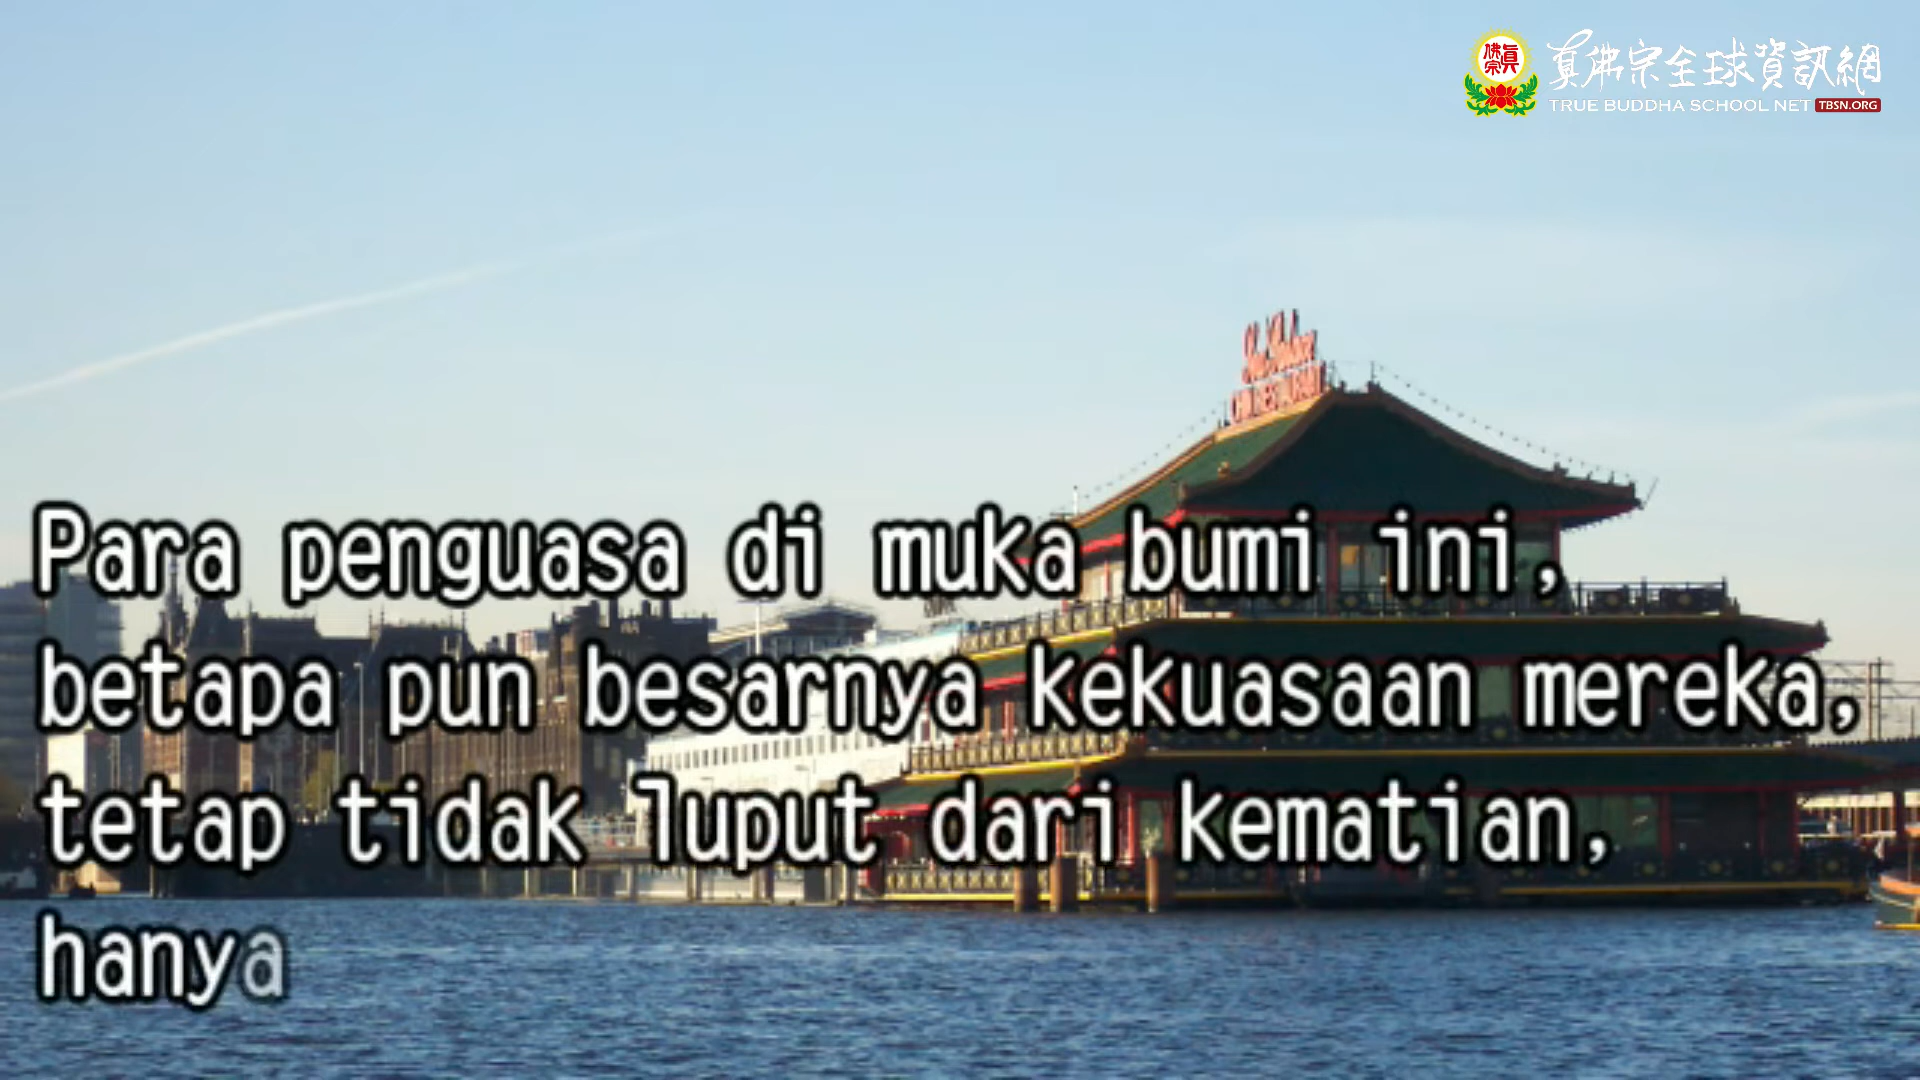 真佛宗全球資訊網
TRUE BUDDHA SCHOOL NET TBSN.ORG
Para penguasa di muka bumi ini,
betapa pun besarnya kekuasaan mereka,
tetap tidak luput dari kematian,
hanya